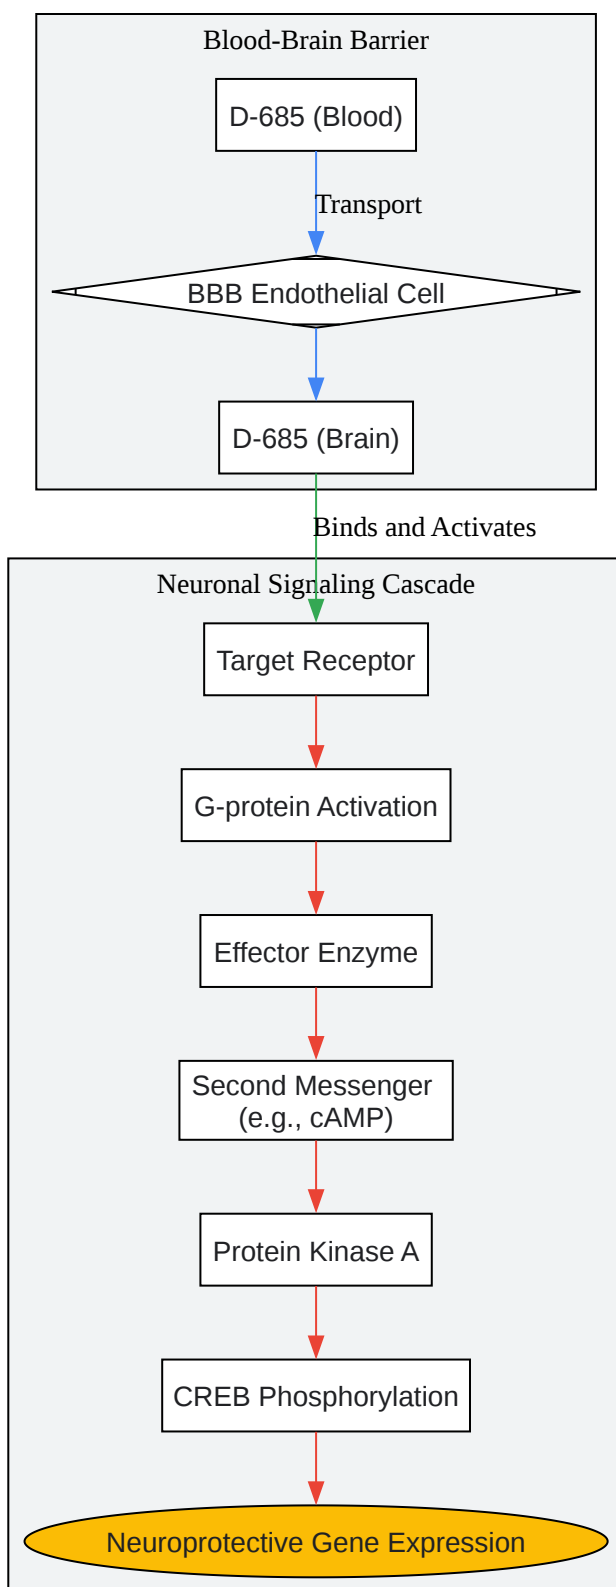 Blood-Brain Barrier
D-685 (Blood)
Transport
BBB Endothelial Cell
D-685 (Brain)
Binds and Activates
Neuronal Signaling Cascade
Target Receptor
G-protein Activation
Effector Enzyme
Second Messenger
(e.g., cAMP)
Protein Kinase A
CREB Phosphorylation
Neuroprotective Gene Expression